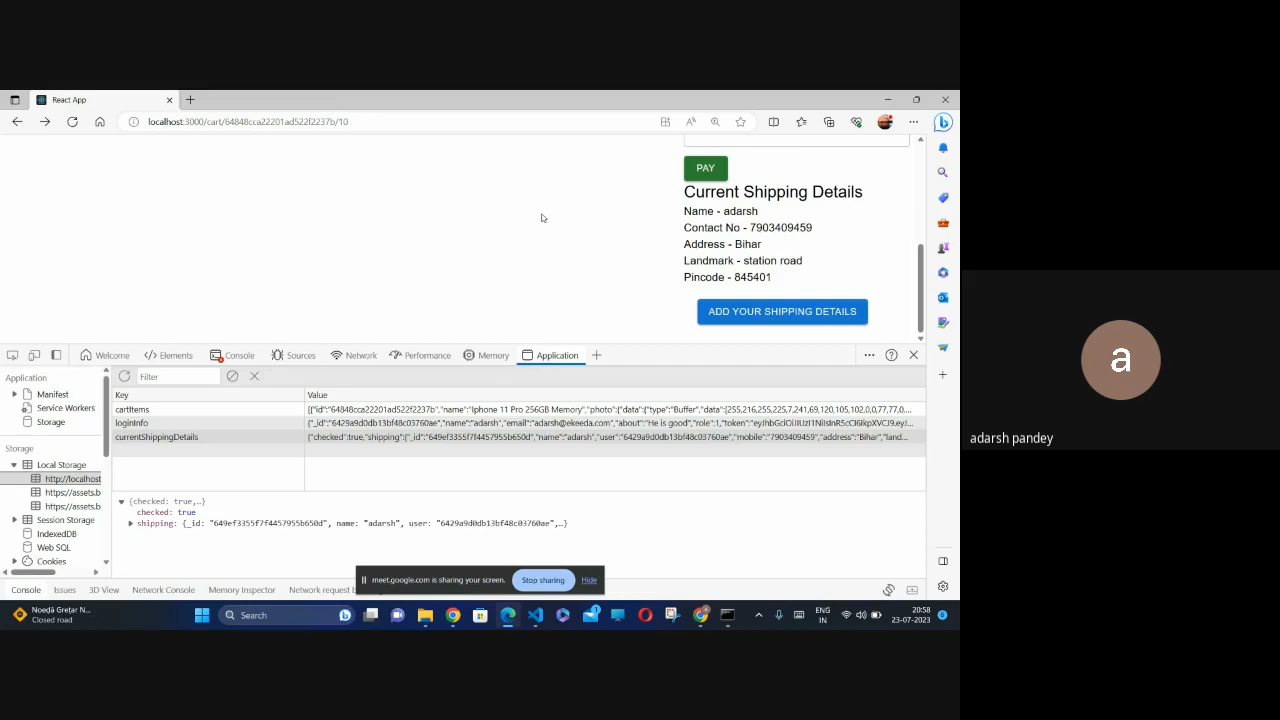 React App
localhost:3000/cart/64848cca22201ad522f2237b/10
PAY
Current Shipping Details
Name - adarsh
Contact No - 7903409459
Address - Bihar
Landmark - station road
Pincode - 845401
ADD YOUR SHIPPING DETAILS
Welcome Elements Console Sources Network Performance Memory Application
Application
Filter
Manifest
Service Workers
Storage
Storage
Local Storage
http://localhost
https://assets.b
https://assets.b
Session Storage
IndexedDB
Web SQL
Cookies
Key Value
cartItems [{"id":"64848cca22201ad522f2237b","name":"Iphone 11 Pro 256GB Memory","photo":{"data":{"type":"Buffer","data":[255,216,225,225,7,241,69,120,105,102,0,0,77,77,0,...
loginInfo {"_id":"6429a9d0db13bf48c03760ae","name":"adarsh","email":"adarsh@ekeeda.com","about":"He is good","role":1,"token":
currentShippingDetails {"checked":true,"shipping":{"_id":"649ef3355f7f4457955b650d","name":"adarsh","user":"6429a9d0db13bf48c03760ae","mobile":"7903409459","address":"Bihar","land...
{checked: true,...}
checked: true
shipping: {_id: "649ef3355f7f4457955b650d", name: "adarsh", user: "6429a9d0db13bf48c03760ae",...}
meet.google.com is sharing your screen. Stop sharing Hide
Console Issues 3D View Network Console Memory Inspector Network request b
Noeðä Gretar N...
Closed road
Search
ENG
IN
20:58
23-07-2023
a
adarsh pandey